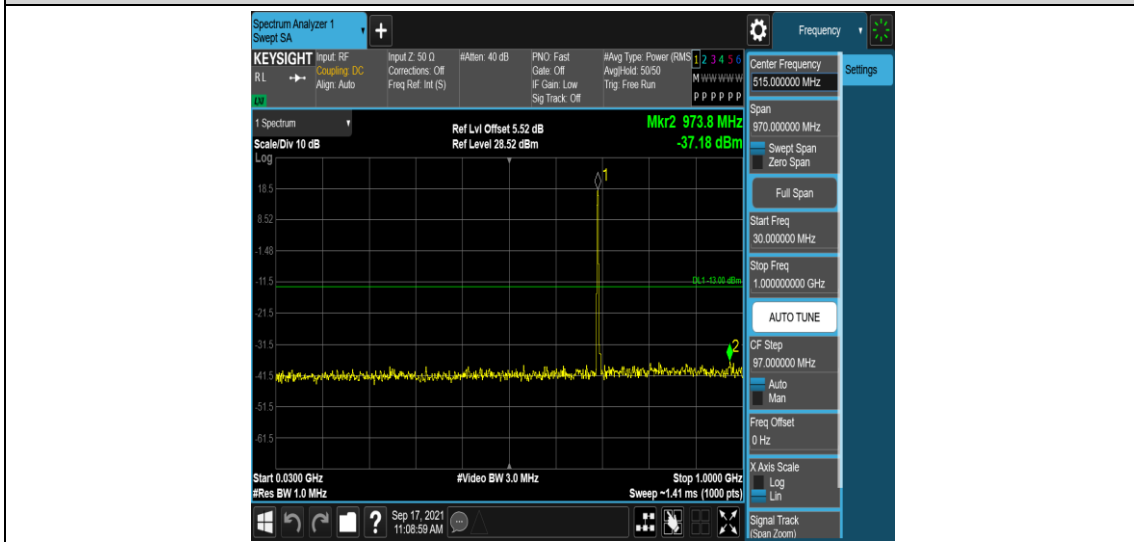 Spectrum Analyzer 1
Swept SA
+
Frequency
KEYSIGHT
RL
LXI
Input: RF
Coupling: DC
Align: Auto
Input Z: 50 Ω
Corrections: Off
Freq Ref: Int (S)
#Atten: 40 dB
PNO: Fast
Gate: Off
IF Gain: Low
Sig Track: Off
#Avg Type: Power (RMS
Avg|Hold: 50/50
Trig: Free Run
1 2 3 4 5 6
M W W W W W
P P P P P P
1 Spectrum
Scale/Div 10 dB
Ref Lvl Offset 5.52 dB
Ref Level 28.52 dBm
Mkr2 973.8 MHz
-37.18 dBm
Log
18.5
8.52
-1.48
-11.5
-21.5
-31.5
-41.5
-51.5
-61.5
1
DL1 -13.00 dBm
2
Start 0.0300 GHz
#Res BW 1.0 MHz
#Video BW 3.0 MHz
Stop 1.0000 GHz
Sweep ~1.41 ms (1000 pts)
Center Frequency
515.000000 MHz
Settings
Span
970.000000 MHz
Swept Span
Zero Span
Full Span
Start Freq
30.000000 MHz
Stop Freq
1.000000000 GHz
AUTO TUNE
CF Step
97.000000 MHz
Auto
Man
Freq Offset
0 Hz
X Axis Scale
Log
Lin
Signal Track
(Span Zoom)
?
Sep 17, 2021
11:08:59 AM